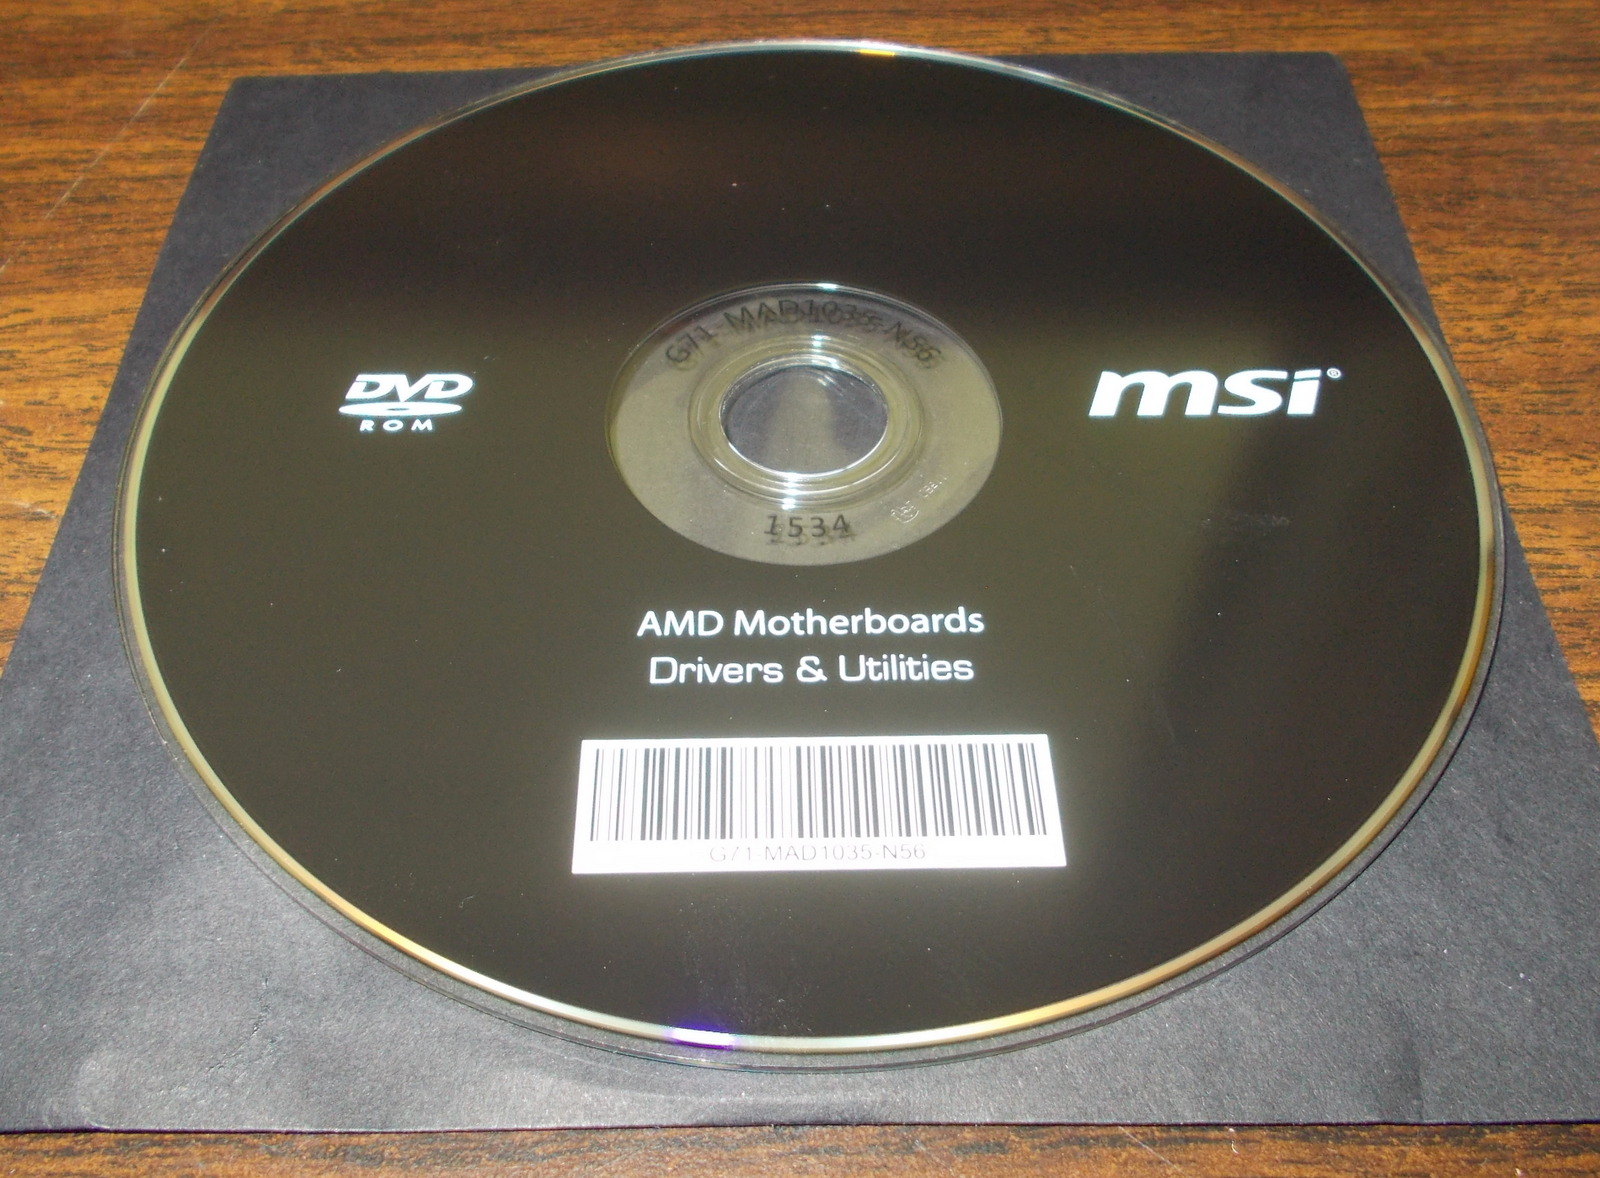 G71-MAD1035-N56
DVD
ROM
msi®
1534
AMD Motherboards
Drivers & Utilities
G71-MAD1035-N56